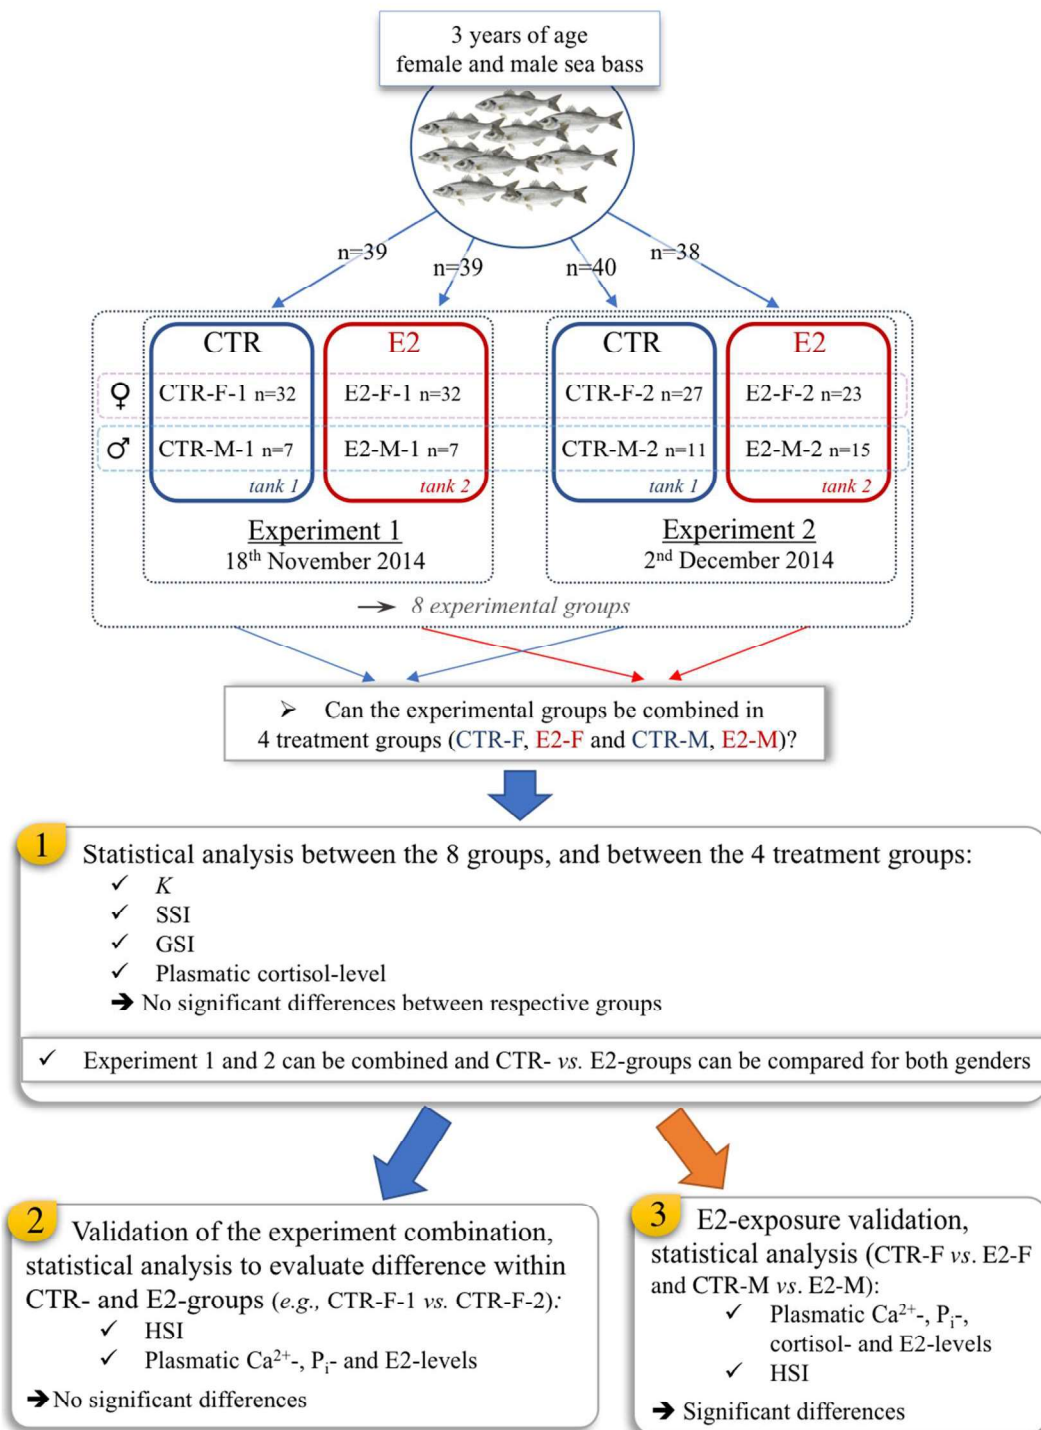 3 years of age
female and male sea bass
n=39
n=39
n=40
n=38
CTR
E2
CTR
E2
♀ CTR-F-1 n=32
E2-F-1 n=32
CTR-F-2 n=27
E2-F-2 n=23
♂ CTR-M-1 n=7
E2-M-1 n=7
CTR-M-2 n=11
E2-M-2 n=15
tank 1
tank 2
tank 1
tank 2
Experiment 1
18th November 2014
Experiment 2
2nd December 2014
→ 8 experimental groups
➢ Can the experimental groups be combined in
4 treatment groups (CTR-F, E2-F and CTR-M, E2-M)?
1
Statistical analysis between the 8 groups, and between the 4 treatment groups:
✓ K
✓ SSI
✓ GSI
✓ Plasmatic cortisol-level
➔ No significant differences between respective groups
✓ Experiment 1 and 2 can be combined and CTR- vs. E2-groups can be compared for both genders
2
Validation of the experiment combination,
statistical analysis to evaluate difference within
CTR- and E2-groups (e.g., CTR-F-1 vs. CTR-F-2):
✓ HSI
✓ Plasmatic Ca²⁺-, Pᵢ- and E2-levels
➔ No significant differences
3
E2-exposure validation,
statistical analysis (CTR-F vs. E2-F
and CTR-M vs. E2-M):
✓ Plasmatic Ca²⁺-, Pᵢ-,
cortisol- and E2-levels
✓ HSI
➔ Significant differences